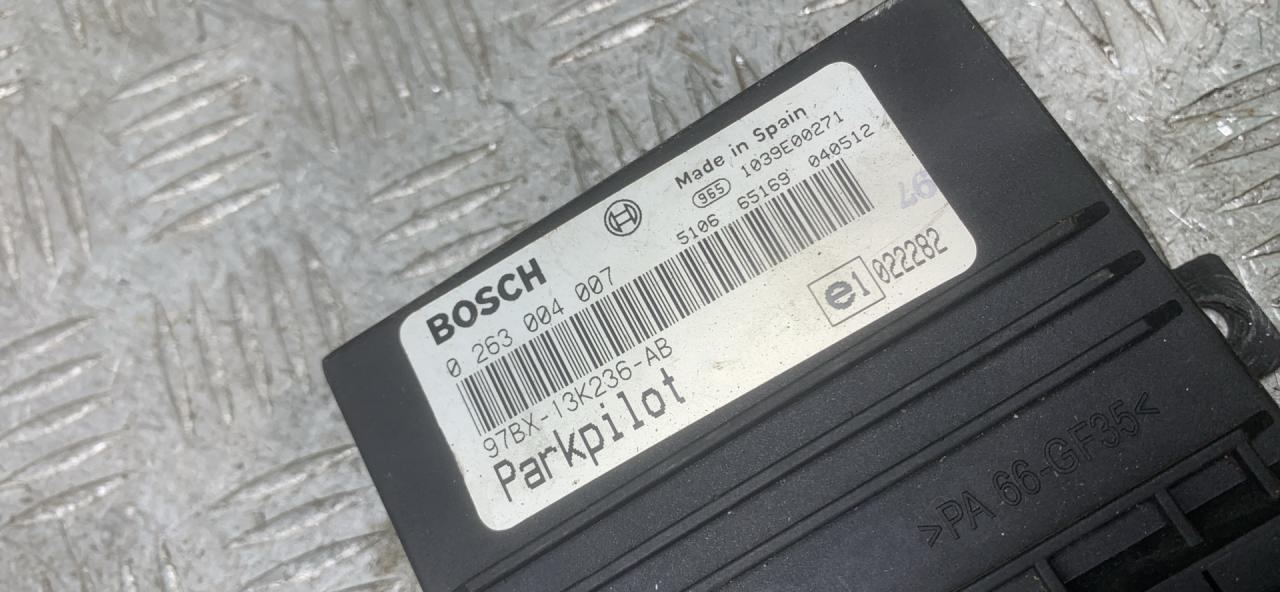 BOSCH
Made in Spain
965 1039E00271
0 263 004 007
5106 65169 040512
97BX-13K236-AB
Parkpilot
e1 022282
97
>PA 66-GF35<